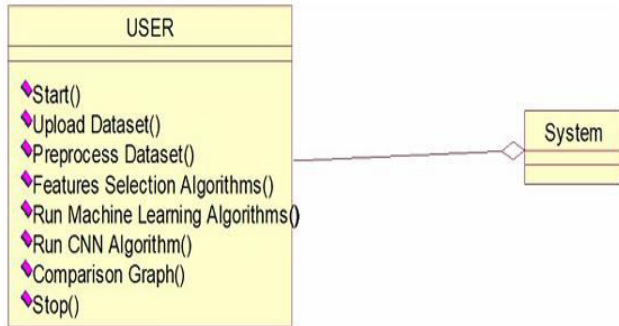 USER
Start()
Upload Dataset()
Preprocess Dataset()
Features Selection Algorithms()
Run Machine Learning Algorithms()
Run CNN Algorithm()
Comparison Graph()
Stop()
System